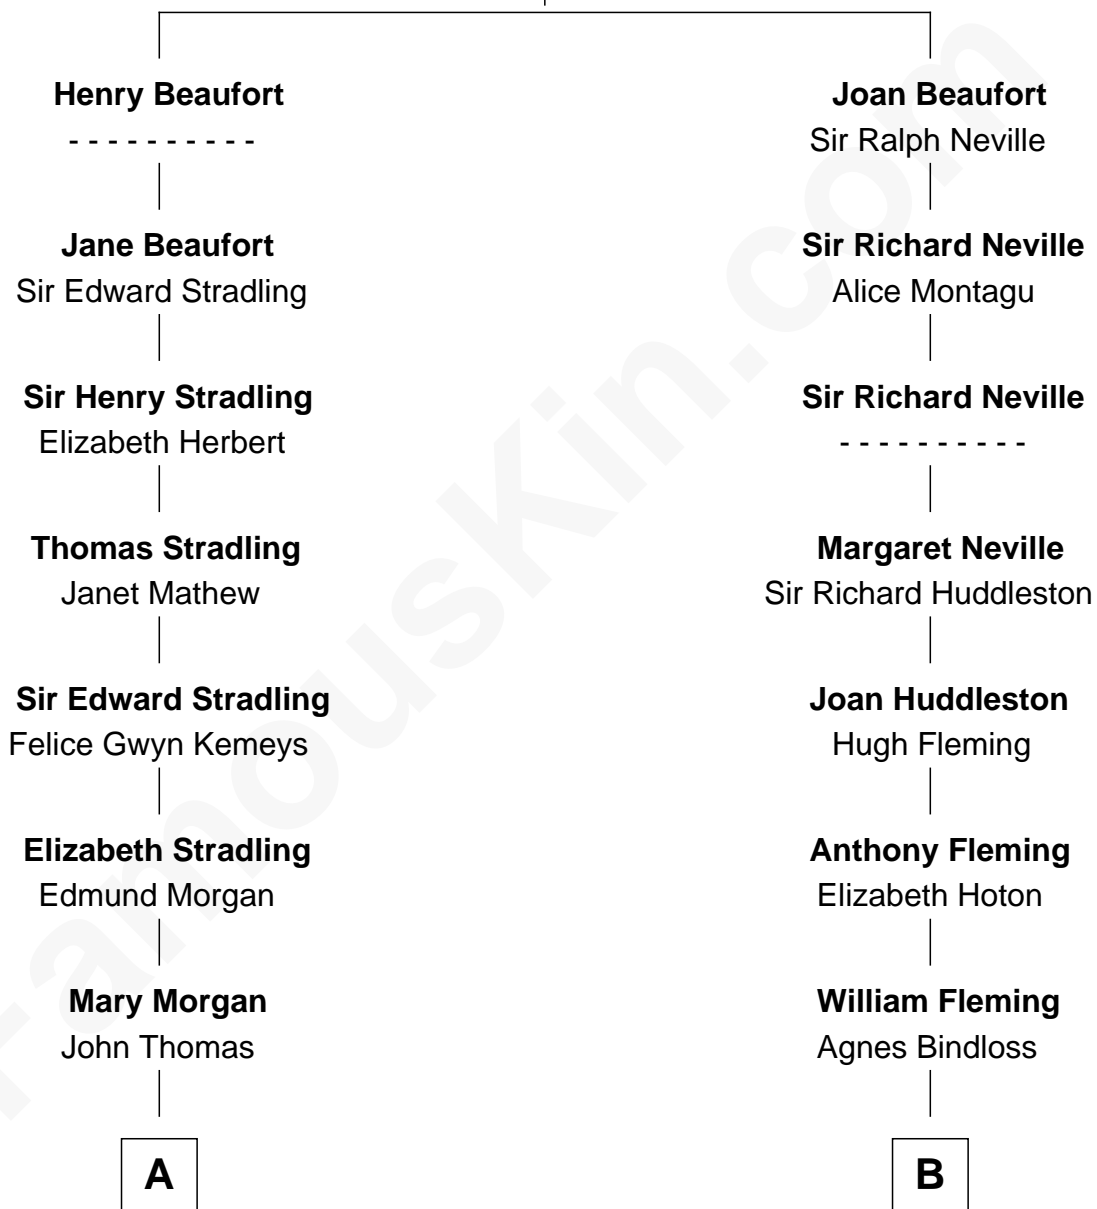 Henry Beaufort
- - - - - - - - - -
Jane Beaufort
Sir Edward Stradling
Sir Henry Stradling
Elizabeth Herbert
Thomas Stradling
Janet Mathew
Sir Edward Stradling
Felice Gwyn Kemeys
Elizabeth Stradling
Edmund Morgan
Mary Morgan
John Thomas
A
Joan Beaufort
Sir Ralph Neville
Sir Richard Neville
Alice Montagu
Sir Richard Neville
- - - - - - - - - -
Margaret Neville
Sir Richard Huddleston
Joan Huddleston
Hugh Fleming
Anthony Fleming
Elizabeth Hoton
William Fleming
Agnes Bindloss
B
FamousKin.com